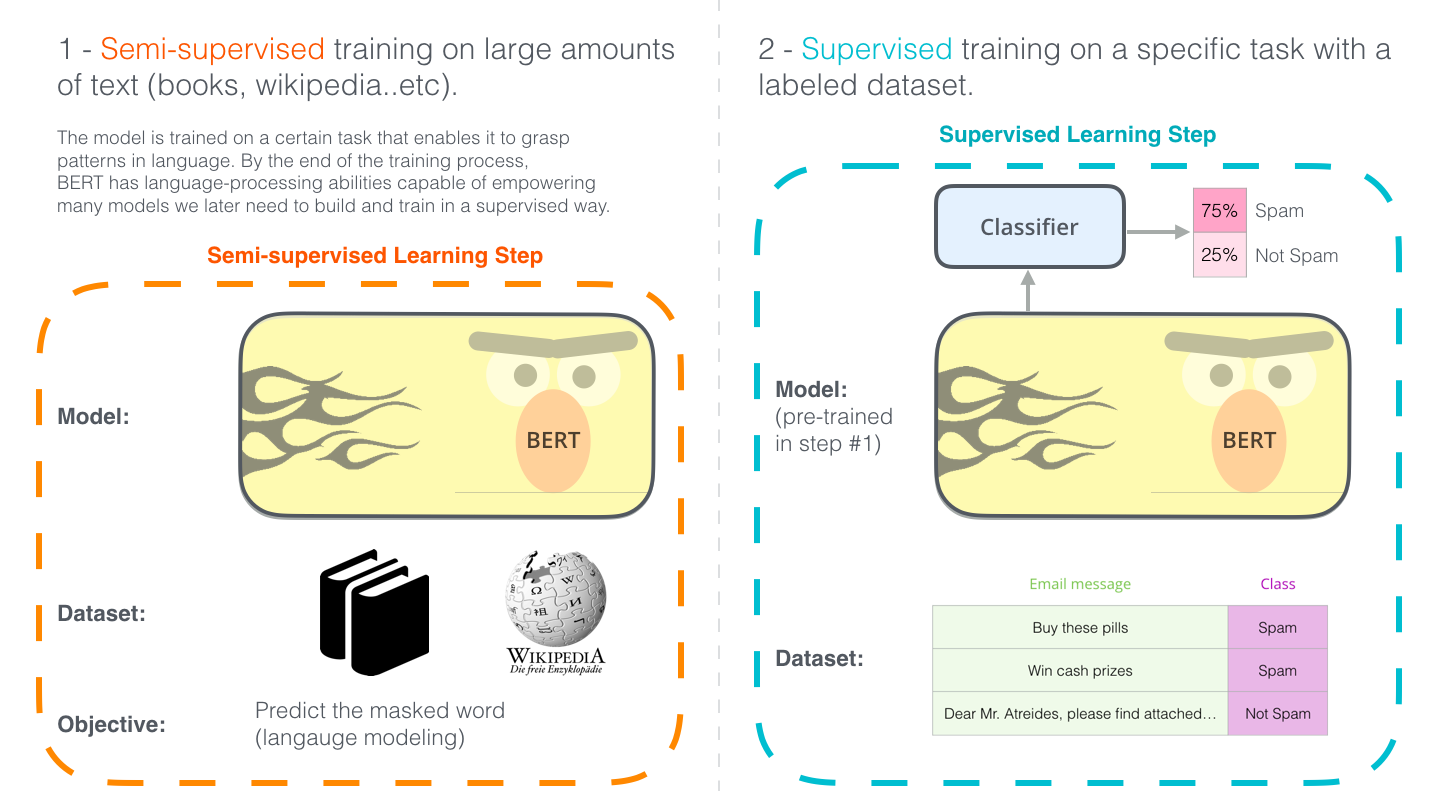 1 - Semi-supervised training on large amounts
of text (books, wikipedia..etc).
The model is trained on a certain task that enables it to grasp
patterns in language. By the end of the training process,
BERT has language-processing abilities capable of empowering
many models we later need to build and train in a supervised way.
Semi-supervised Learning Step
Model:
BERT
Dataset:
WIKIPEDIA
Die freie Enzyklopädie
Objective:
Predict the masked word
(langauge modeling)
2 - Supervised training on a specific task with a
labeled dataset.
Supervised Learning Step
Classifier
75% Spam
25% Not Spam
Model:
(pre-trained
in step #1)
BERT
Dataset:
Email message Class
Buy these pills Spam
Win cash prizes Spam
Dear Mr. Atreides, please find attached... Not Spam